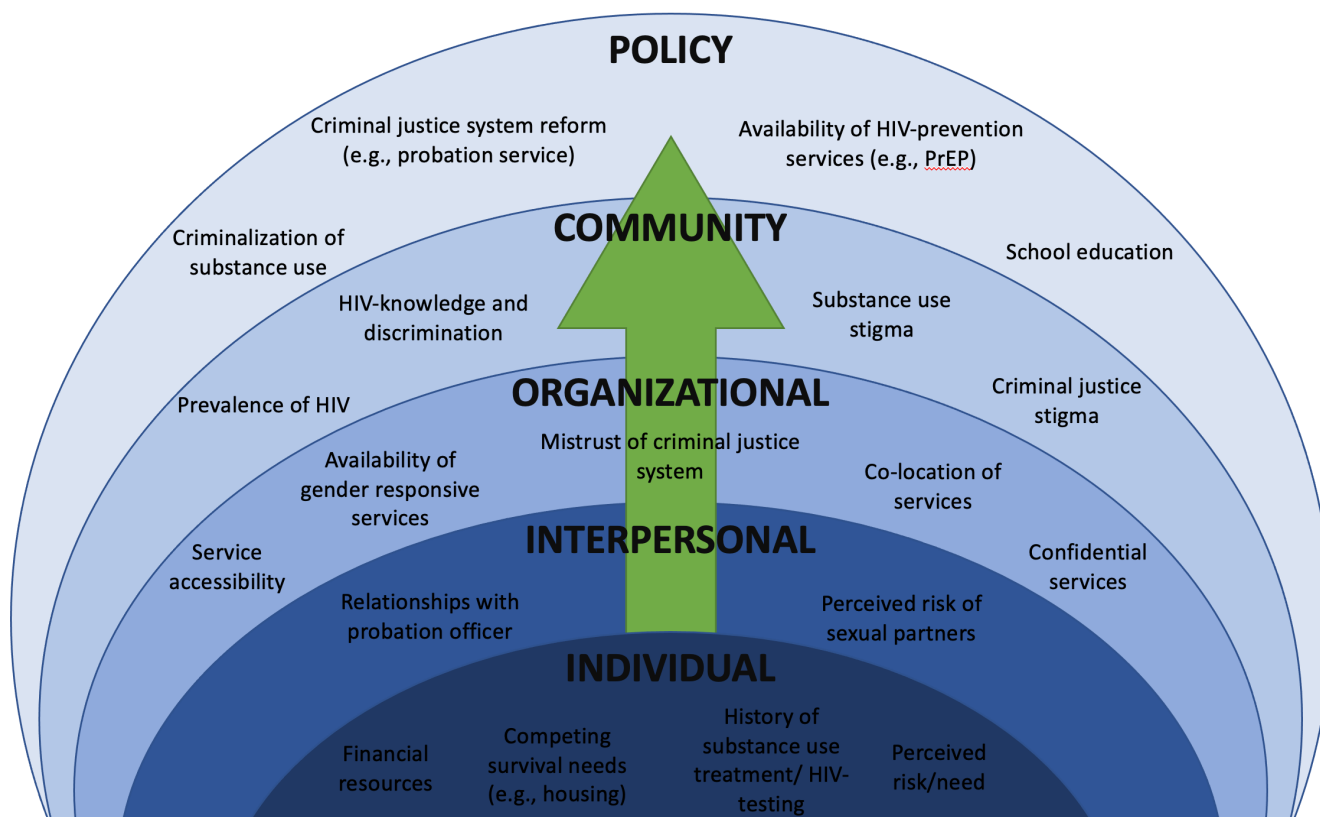 POLICY
Criminal justice system reform
(e.g., probation service)
Availability of HIV-prevention
services (e.g., PrEP)
Criminalization of
substance use
School education
COMMUNITY
HIV-knowledge and
discrimination
Substance use
stigma
Prevalence of HIV
Criminal justice
stigma
ORGANIZATIONAL
Mistrust of criminal justice
system
Availability of
gender responsive
services
Co-location of
services
Service
accessibility
Confidential
services
INTERPERSONAL
Relationships with
probation officer
Perceived risk of
sexual partners
INDIVIDUAL
Financial
resources
Competing
survival needs
(e.g., housing)
History of
substance use
treatment/ HIV-
testing
Perceived
risk/need